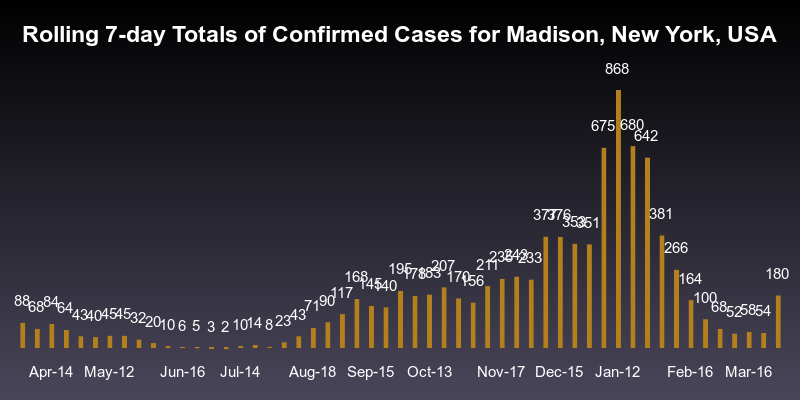 Rolling 7-day Totals of Confirmed Cases for Madison, New York, USA
88 68 84 64 43 40 45 45 32 20 10 6 5 3 2 10 14 8 23 43 71 90 117 168 145 140 195 178 183 207 170 156 211 233 377 376 353 351 675 868 680 642 381 266 164 100 68 52 58 54 180
Apr-14 May-12 Jun-16 Jul-14 Aug-18 Sep-15 Oct-13 Nov-17 Dec-15 Jan-12 Feb-16 Mar-16